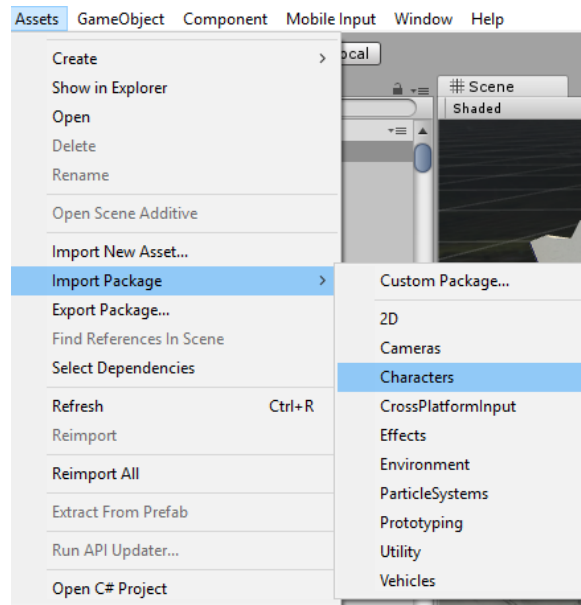 Assets GameObject Component Mobile Input Window Help
Create
Show in Explorer
Open
Delete
Rename
Open Scene Additive
Import New Asset...
Import Package
Export Package...
Find References In Scene
Select Dependencies
Refresh Ctrl+R
Reimport
Reimport All
Extract From Prefab
Run API Updater...
Open C# Project
ocal
Scene
Shaded
Custom Package...
2D
Cameras
Characters
CrossPlatformInput
Effects
Environment
ParticleSystems
Prototyping
Utility
Vehicles